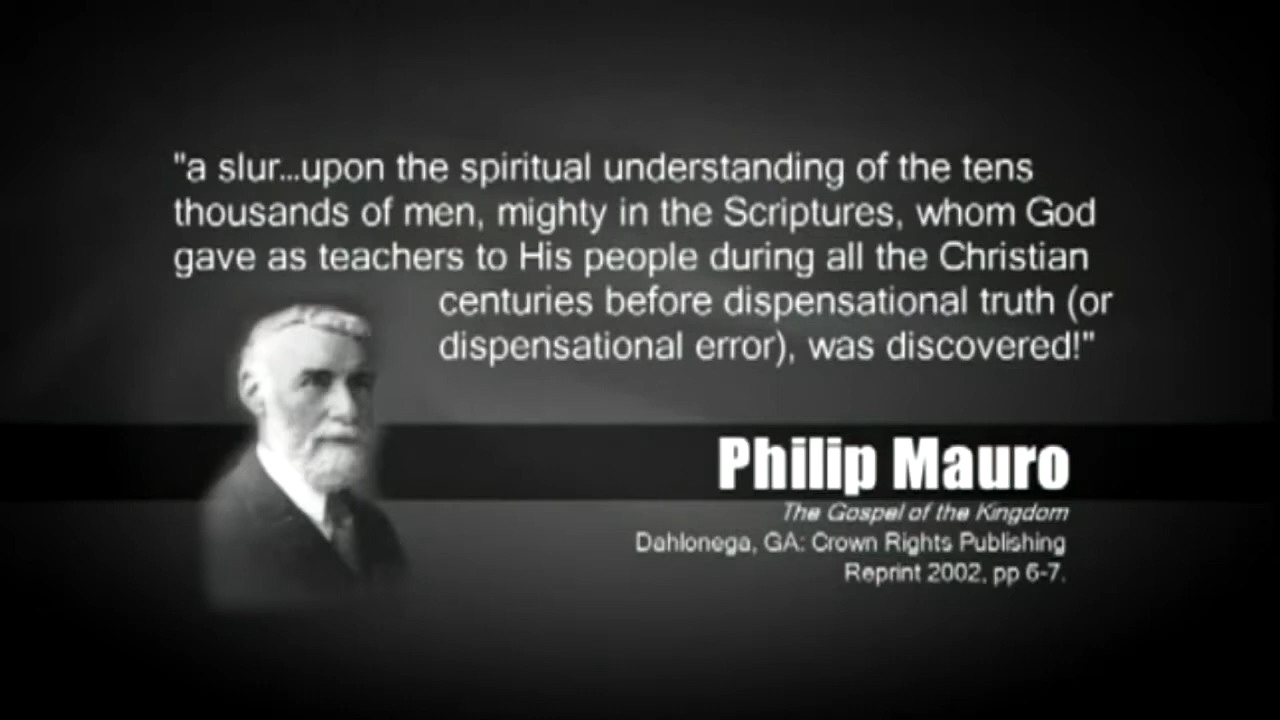 "a slur...upon the spiritual understanding of the tens
thousands of men, mighty in the Scriptures, whom God
gave as teachers to His people during all the Christian
centuries before dispensational truth (or
dispensational error), was discovered!"
Philip Mauro
The Gospel of the Kingdom
Dahlonega, GA: Crown Rights Publishing
Reprint 2002, pp 6-7.